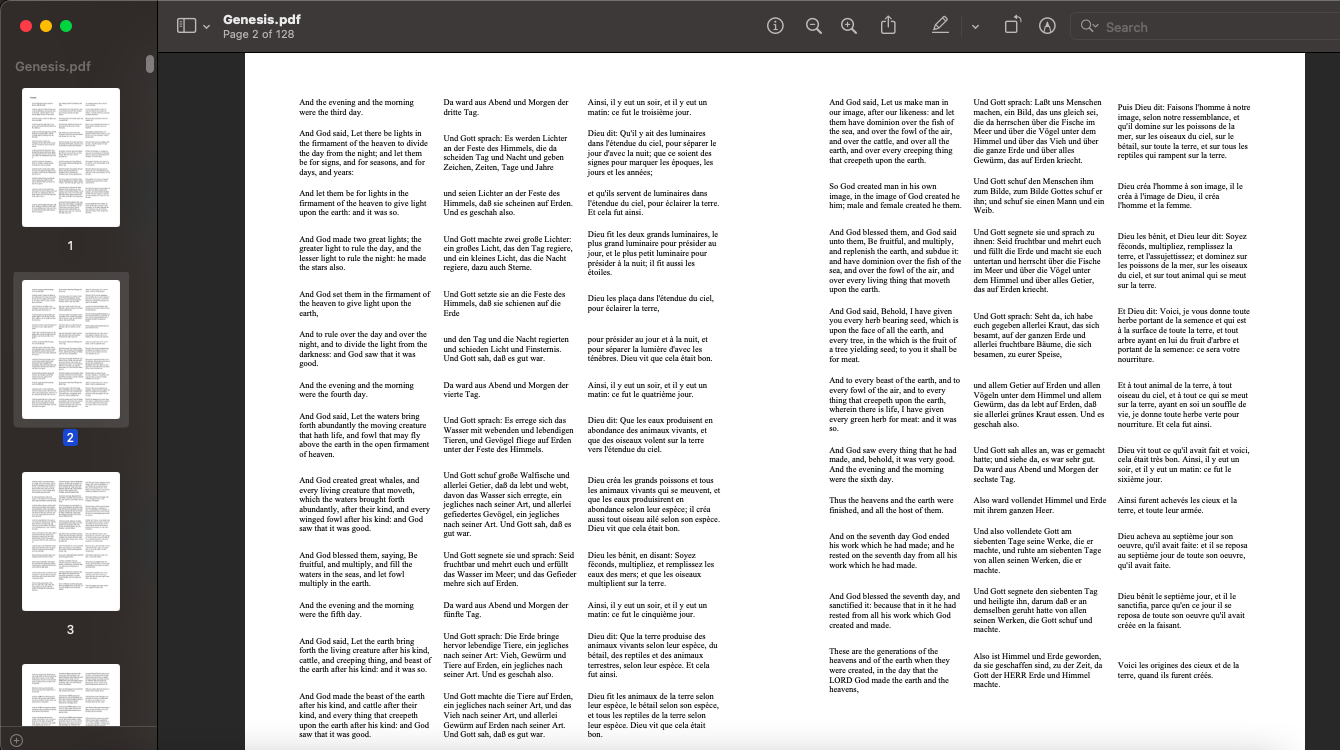 Genesis.pdf
Page 2 of 128
Search
Genesis.pdf
1
2
3
And the evening and the morning
were the third day.
Da ward aus Abend und Morgen der
dritte Tag.
Ainsi, il y eut un soir, et il y eut un
matin: ce fut le troisième jour.
And God said, Let there be lights in
the firmament of the heaven to divide
the day from the night; and let them
be for signs, and for seasons, and for
days, and years:
Und Gott sprach: Es werden Lichter
an der Feste des Himmels, die da
scheiden Tag und Nacht und geben
Zeichen, Zeiten, Tage und Jahre
Dieu dit: Qu'il y ait des luminaires
dans l'étendue du ciel, pour séparer le
jour d'avec la nuit; que ce soient des
signes pour marquer les époques, les
jours et les années;
And let them be for lights in the
firmament of the heaven to give light
upon the earth: and it was so.
und seien Lichter an der Feste des
Himmels, daß sie scheinen auf Erden.
Und es geschah also.
et qu'ils servent de luminaires dans
l'étendue du ciel, pour éclairer la terre.
Et cela fut ainsi.
And God made two great lights; the
greater light to rule the day, and the
lesser light to rule the night: he made
the stars also.
Und Gott machte zwei große Lichter:
ein großes Licht, das den Tag regiere,
und ein kleines Licht, das die Nacht
regiere, dazu auch Sterne.
Dieu fit les deux grands luminaires, le
plus grand luminaire pour présider au
jour, et le plus petit luminaire pour
présider à la nuit; il fit aussi les
étoiles.
And God set them in the firmament of
the heaven to give light upon the
earth,
Und Gott setzte sie an die Feste des
Himmels, daß sie schienen auf die
Erde
Dieu les plaça dans l'étendue du ciel,
pour éclairer la terre,
And to rule over the day and over the
night, and to divide the light from the
darkness: and God saw that it was
good.
und den Tag und die Nacht regierten
und schieden Licht und Finsternis.
Und Gott sah, daß es gut war.
pour présider au jour et à la nuit, et
pour séparer la lumière d'avec les
ténèbres. Dieu vit que cela était bon.
And the evening and the morning
were the fourth day.
Da ward aus Abend und Morgen der
vierte Tag.
Ainsi, il y eut un soir, et il y eut un
matin: ce fut le quatrième jour.
And God said, Let the waters bring
forth abundantly the moving creature
that hath life, and fowl that may fly
above the earth in the open firmament
of heaven.
Und Gott sprach: Es errege sich das
Wasser mit webenden und lebendigen
Tieren, und Gevögel fliege auf Erden
unter der Feste des Himmels.
Dieu dit: Que les eaux produisent en
abondance des animaux vivants, et
que des oiseaux volent sur la terre
vers l'étendue du ciel.
And God created great whales, and
every living creature that moveth,
which the waters brought forth
abundantly, after their kind, and every
winged fowl after his kind: and God
saw that it was good.
Und Gott schuf große Walfische und
allerlei Getier, daß da lebt und webt,
davon das Wasser sich erregte, ein
jegliches nach seiner Art, und allerlei
gefiedertes Gevögel, ein jegliches
nach seiner Art. Und Gott sah, daß es
gut war.
Dieu créa les grands poissons et tous
les animaux vivants qui se meuvent, et
que les eaux produisirent en
abondance selon leur espèce; il créa
aussi tout oiseau ailé selon son espèce.
Dieu vit que cela était bon.
And God blessed them, saying, Be
fruitful, and multiply, and fill the
waters in the seas, and let fowl
multiply in the earth.
Und Gott segnete sie und sprach: Seid
fruchtbar und mehrt euch und erfüllt
das Wasser im Meer; und das Gefieder
mehre sich auf Erden.
Dieu les bénit, en disant: Soyez
féconds, multipliez, et remplissez les
eaux des mers; et que les oiseaux
multiplient sur la terre.
And the evening and the morning
were the fifth day.
Da ward aus Abend und Morgen der
fünfte Tag.
Ainsi, il y eut un soir, et il y eut un
matin: ce fut le cinquième jour.
And God said, Let the earth bring
forth the living creature after his kind,
cattle, and creeping thing, and beast of
the earth after his kind: and it was so.
Und Gott sprach: Die Erde bringe
hervor lebendige Tiere, ein jegliches
nach seiner Art: Vieh, Gewürm und
Tiere auf Erden, ein jegliches nach
seiner Art. Und es geschah also.
Dieu dit: Que la terre produise des
animaux vivants selon leur espèce, du
bétail, des reptiles et des animaux
terrestres, selon leur espèce. Et cela
fut ainsi.
And God made the beast of the earth
after his kind, and cattle after their
kind, and every thing that creepeth
upon the earth after his kind: and God
saw that it was good.
Und Gott machte die Tiere auf Erden,
ein jegliches nach seiner Art, und das
Vieh nach seiner Art, und allerlei
Gewürm auf Erden nach seiner Art.
Und Gott sah, daß es gut war.
Dieu fit les animaux de la terre selon
leur espèce, le bétail selon son espèce,
et tous les reptiles de la terre selon
leur espèce. Dieu vit que cela était
bon.
And God said, Let us make man in
our image, after our likeness: and let
them have dominion over the fish of
the sea, and over the fowl of the air,
and over the cattle, and over all the
earth, and over every creeping thing
that creepeth upon the earth.
Und Gott sprach: Laßt uns Menschen
machen, ein Bild, das uns gleich sei,
die da herrschen über die Fische im
Meer und über die Vögel unter dem
Himmel und über das Vieh und über
die ganze Erde und über alles
Gewürm, das auf Erden kriecht.
Puis Dieu dit: Faisons l'homme à notre
image, selon notre ressemblance, et
qu'il domine sur les poissons de la
mer, sur les oiseaux du ciel, sur le
bétail, sur toute la terre, et sur tous les
reptiles qui rampent sur la terre.
So God created man in his own
image, in the image of God created he
him; male and female created he them.
Und Gott schuf den Menschen ihm
zum Bilde, zum Bilde Gottes schuf er
ihn; und schuf sie einen Mann und ein
Weib.
Dieu créa l'homme à son image, il le
créa à l'image de Dieu, il créa
l'homme et la femme.
And God blessed them, and God said
unto them, Be fruitful, and multiply,
and replenish the earth, and subdue it:
and have dominion over the fish of the
sea, and over the fowl of the air, and
over every living thing that moveth
upon the earth.
Und Gott segnete sie und sprach zu
ihnen: Seid fruchtbar und mehrt euch
und füllt die Erde und macht sie euch
untertan und herrscht über die Fische
im Meer und über die Vögel unter
dem Himmel und über alles Getier,
das auf Erden kriecht.
Dieu les bénit, et Dieu leur dit: Soyez
féconds, multipliez, remplissez la
terre, et l'assujettissez; et dominez sur
les poissons de la mer, sur les oiseaux
du ciel, et sur tout animal qui se meut
sur la terre.
And God said, Behold, I have given
you every herb bearing seed, which is
upon the face of all the earth, and
every tree, in the which is the fruit of
a tree yielding seed; to you it shall be
for meat.
Und Gott sprach: Seht da, ich habe
euch gegeben allerlei Kraut, das sich
besamt, auf der ganzen Erde und
allerlei fruchtbare Bäume, die sich
besamen, zu eurer Speise,
Et Dieu dit: Voici, je vous donne toute
herbe portant de la semence et qui est
à la surface de toute la terre, et tout
arbre ayant en lui du fruit d'arbre et
portant de la semence: ce sera votre
nourriture.
And to every beast of the earth, and to
every fowl of the air, and to every
thing that creepeth upon the earth,
wherein there is life, I have given
every green herb for meat: and it was
so.
und allem Getier auf Erden und allen
Vögeln unter dem Himmel und allem
Gewürm, das da lebt auf Erden, daß
sie allerlei grünes Kraut essen. Und es
geschah also.
Et à tout animal de la terre, à tout
oiseau du ciel, et à tout ce qui se meut
sur la terre, ayant en soi un souffle de
vie, je donne toute herbe verte pour
nourriture. Et cela fut ainsi.
And God saw every thing that he had
made, and, behold, it was very good.
And the evening and the morning
were the sixth day.
Und Gott sah alles an, was er gemacht
hatte; und siehe da, es war sehr gut.
Da ward aus Abend und Morgen der
sechste Tag.
Dieu vit tout ce qu'il avait fait et voici,
cela était très bon. Ainsi, il y eut un
soir, et il y eut un matin: ce fut le
sixième jour.
Thus the heavens and the earth were
finished, and all the host of them.
Also ward vollendet Himmel und Erde
mit ihrem ganzen Heer.
Ainsi furent achevés les cieux et la
terre, et toute leur armée.
And on the seventh day God ended
his work which he had made; and he
rested on the seventh day from all his
work which he had made.
Und also vollendete Gott am
siebenten Tage seine Werke, die er
machte, und ruhte am siebenten Tage
von allen seinen Werken, die er
machte.
Dieu acheva au septième jour son
oeuvre, qu'il avait faite: et il se reposa
au septième jour de toute son oeuvre,
qu'il avait faite.
And God blessed the seventh day, and
sanctified it: because that in it he had
rested from all his work which God
created and made.
Und Gott segnete den siebenten Tag
und heiligte ihn, darum daß er an
demselben geruht hatte von allen
seinen Werken, die Gott schuf und
machte.
Dieu bénit le septième jour, et il le
sanctifia, parce qu'en ce jour il se
reposa de toute son oeuvre qu'il avait
créée en la faisant.
These are the generations of the
heavens and of the earth when they
were created, in the day that the
LORD God made the earth and the
heavens,
Also ist Himmel und Erde geworden,
da sie geschaffen sind, zu der Zeit, da
Gott der HERR Erde und Himmel
machte.
Voici les origines des cieux et de la
terre, quand ils furent créés.